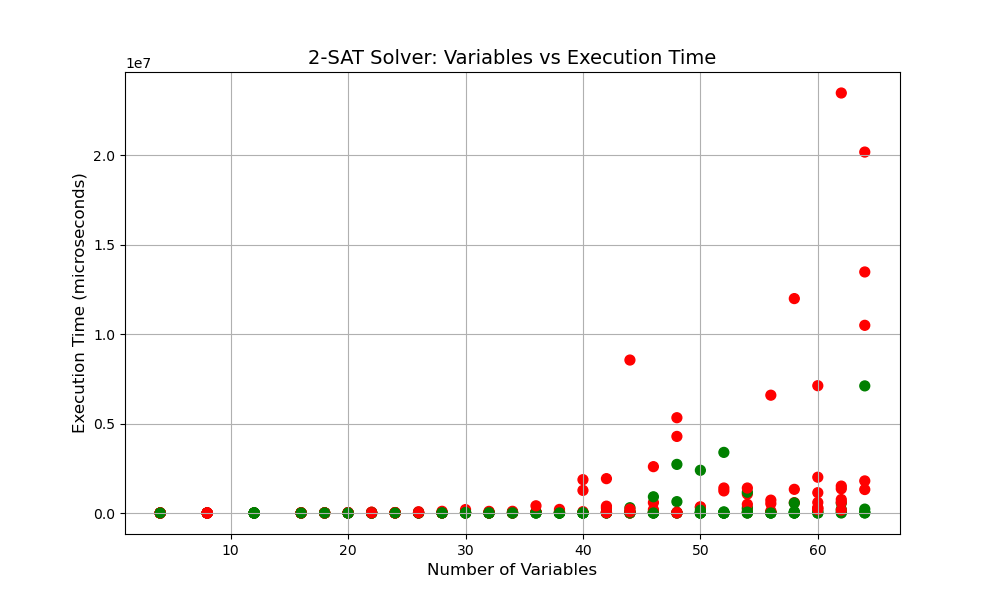 2-SAT Solver: Variables vs Execution Time
1e7
2.0
1.5
1.0
0.5
0.0
Execution Time (microseconds)
10 20 30 40 50 60
Number of Variables